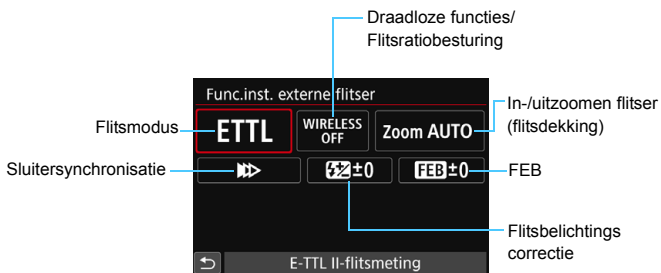 Draadloze functies/
Flitsratiobesturing
Func.inst. externe flitser
Flitsmodus
ETTL
WIRELESS
OFF
Zoom AUTO
In-/uitzoomen flitser
(flitsdekking)
Sluitersynchronisatie
±0
FEB±0
FEB
Flitsbelichtings
correctie
E-TTL II-flitsmeting